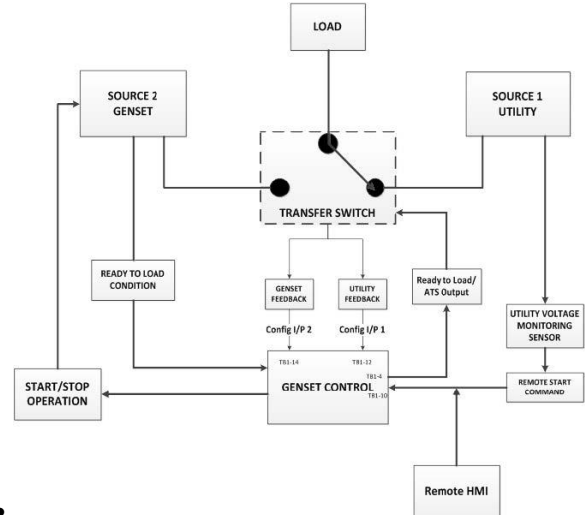 LOAD
SOURCE 2
GENSET
SOURCE 1
UTILITY
TRANSFER SWITCH
READY TO LOAD
CONDITION
GENSET
FEEDBACK
UTILITY
FEEDBACK
Ready to Load/
ATS Output
UTILITY VOLTAGE
MONITORING
SENSOR
Config I/P 2
Config I/P 1
TB1-14
TB1-12
TB1-4
GENSET CONTROL
TB1-10
START/STOP
OPERATION
REMOTE START
COMMAND
Remote HMI